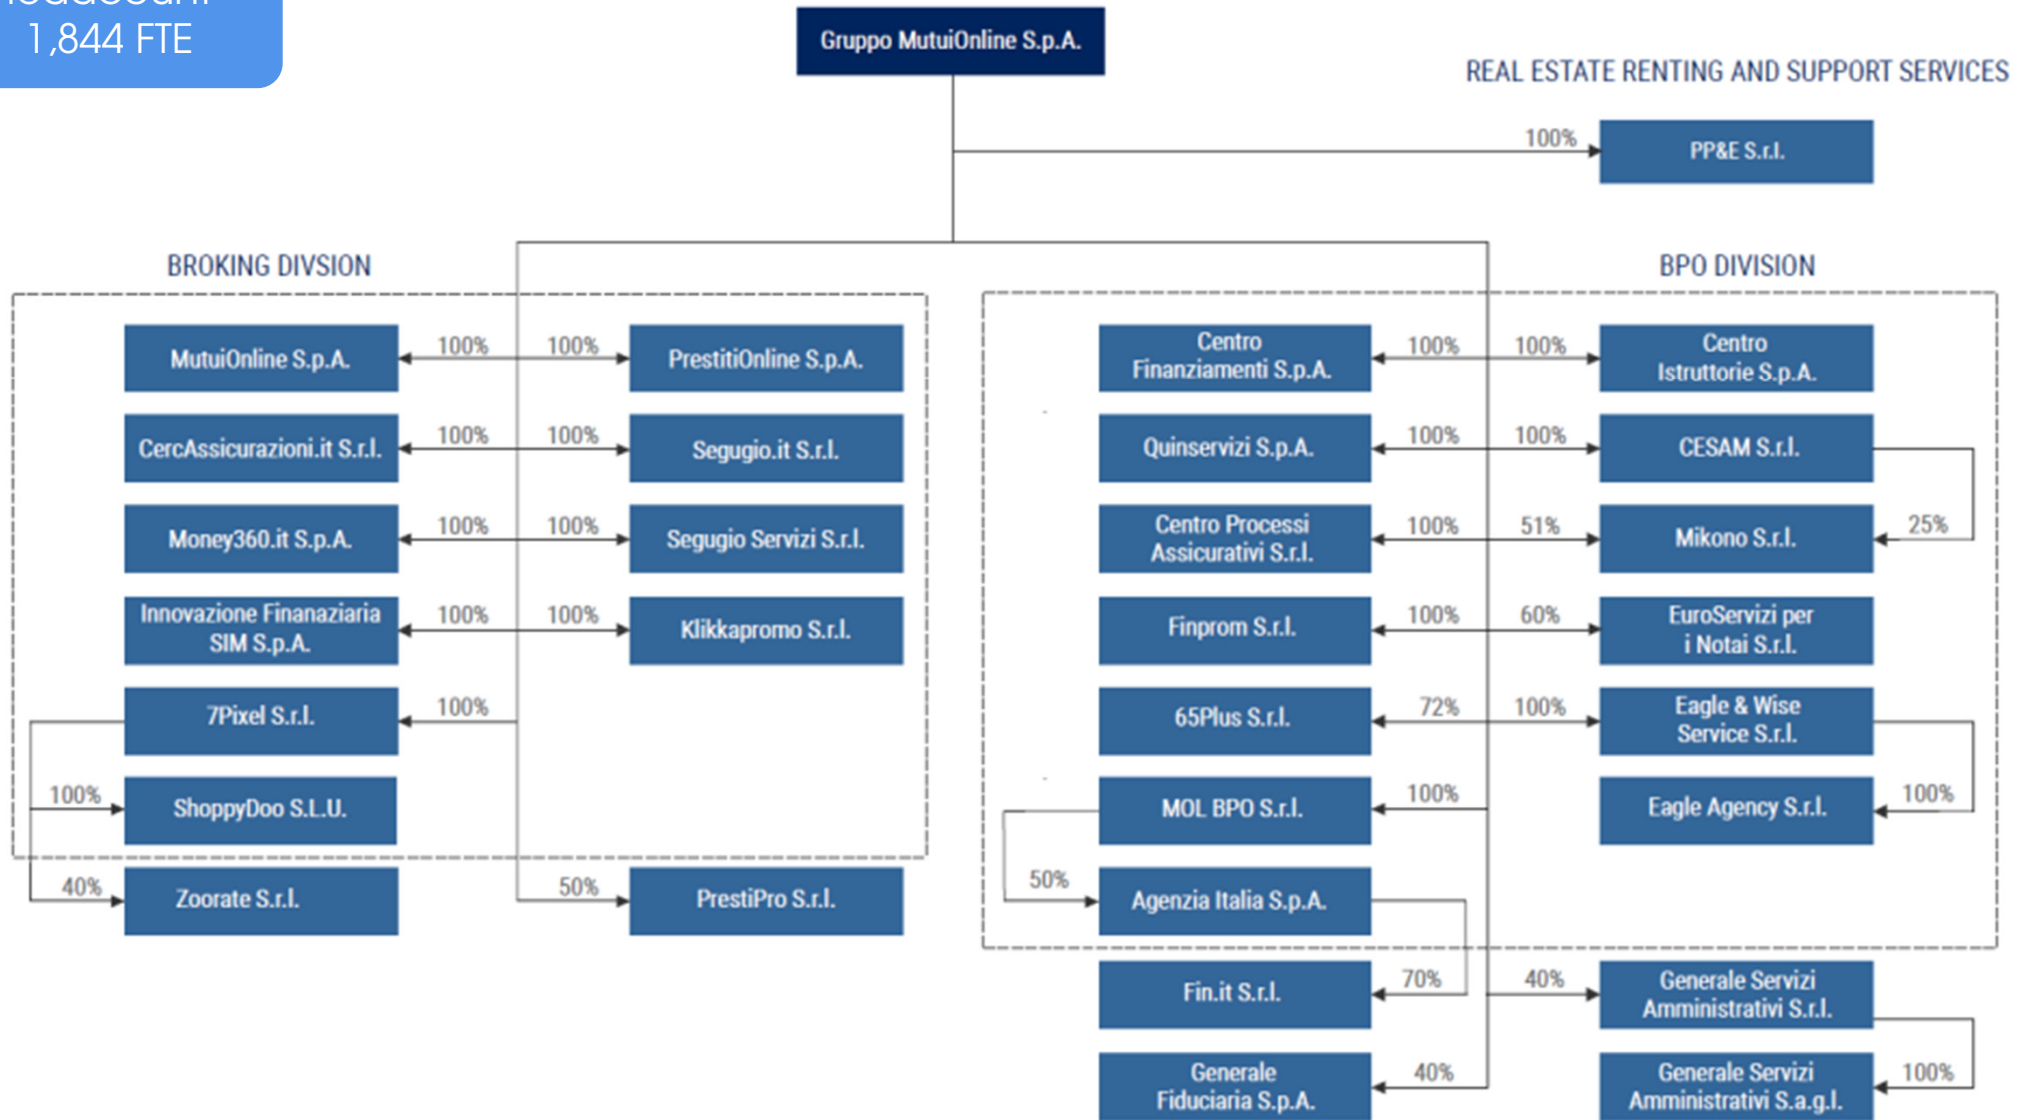 1,844 FTE
Gruppo MutuiOnline S.p.A.
REAL ESTATE RENTING AND SUPPORT SERVICES
100%
PP&E S.r.l.
BROKING DIVSION
MutuiOnline S.p.A.
100%
100%
PrestitiOnline S.p.A.
CercAssicurazioni.it S.r.l.
100%
100%
Segugio.it S.r.l.
Money360.it S.p.A.
100%
100%
Segugio Servizi S.r.l.
Innovazione Finanaziaria
SIM S.p.A.
100%
100%
Klikkapromo S.r.l.
7Pixel S.r.l.
100%
100%
ShoppyDoo S.L.U.
40%
Zoorate S.r.l.
50%
PrestiPro S.r.l.
BPO DIVISION
Centro
Finanziamenti S.p.A.
100%
100%
Centro
Istruttorie S.p.A.
Quinservizi S.p.A.
100%
100%
CESAM S.r.l.
Centro Processi
Assicurativi S.r.l.
100%
51%
Mikono S.r.l.
25%
Finprom S.r.l.
100%
60%
EuroServizi per
i Notai S.r.l.
65Plus S.r.l.
72%
100%
Eagle & Wise
Service S.r.l.
MOL BPO S.r.l.
100%
Eagle Agency S.r.l.
100%
50%
Agenzia Italia S.p.A.
Fin.it S.r.l.
70%
40%
Generale Servizi
Amministrativi S.r.l.
Generale
Fiduciaria S.p.A.
40%
Generale Servizi
Amministrativi S.a.g.l.
100%